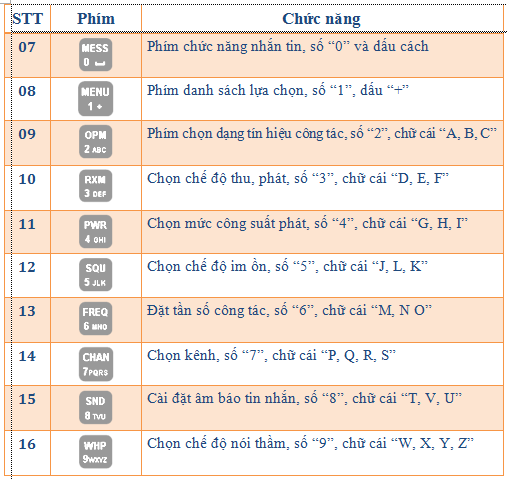 STT Phím Chức năng
07 MESS Phím chức năng nhắn tin, số “0” và dấu cách
0 ⎵
08 MENU Phím danh sách lựa chọn, số “1”, dấu “+”
1 +
09 OPM Phím chọn dạng tín hiệu công tác, số “2”, chữ cái “A, B, C”
2 ABC
10 RXM Chọn chế độ thu, phát, số “3”, chữ cái “D, E, F”
3 DEF
11 PWR Chọn mức công suất phát, số “4”, chữ cái “G, H, I”
4 GHI
12 SQU Chọn chế độ im ồn, số “5”, chữ cái “J, L, K”
5 JLK
13 FREQ Đặt tần số công tác, số “6”, chữ cái “M, N O”
6 MNO
14 CHAN Chọn kênh, số “7”, chữ cái “P, Q, R, S”
7PQRS
15 SND Cài đặt âm báo tin nhắn, số “8”, chữ cái “T, V, U”
8 TVU
16 WHP Chọn chế độ nói thầm, số “9”, chữ cái “W, X, Y, Z”
9WXYZ